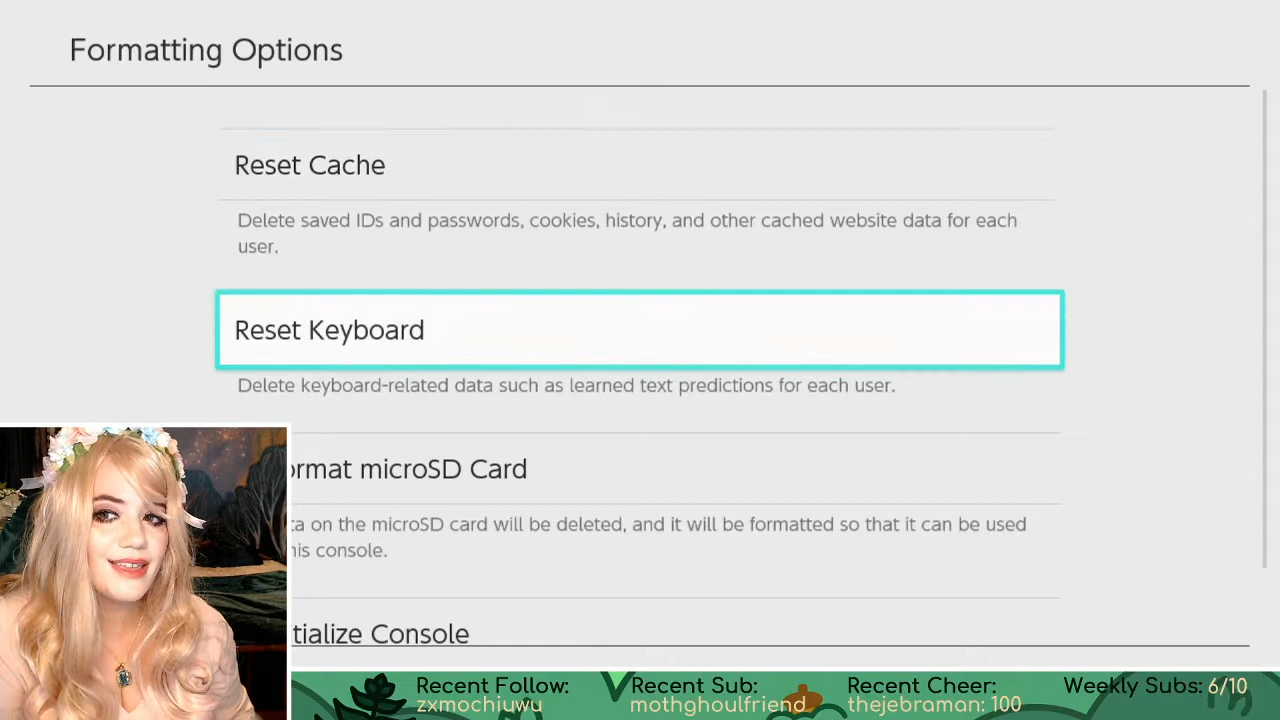 Formatting Options
Reset Cache
Delete saved IDs and passwords, cookies, history, and other cached website data for each
user.
Reset Keyboard
Delete keyboard-related data such as learned text predictions for each user.
ormat microSD Card
ta on the microSD card will be deleted, and it will be formatted so that it can be used
his console.
tialize Console
Recent Follow:
zxmochiuwu
Recent Sub:
mothghoulfriend
Recent Cheer:
thejebraman: 100
Weekly Subs: 6/10